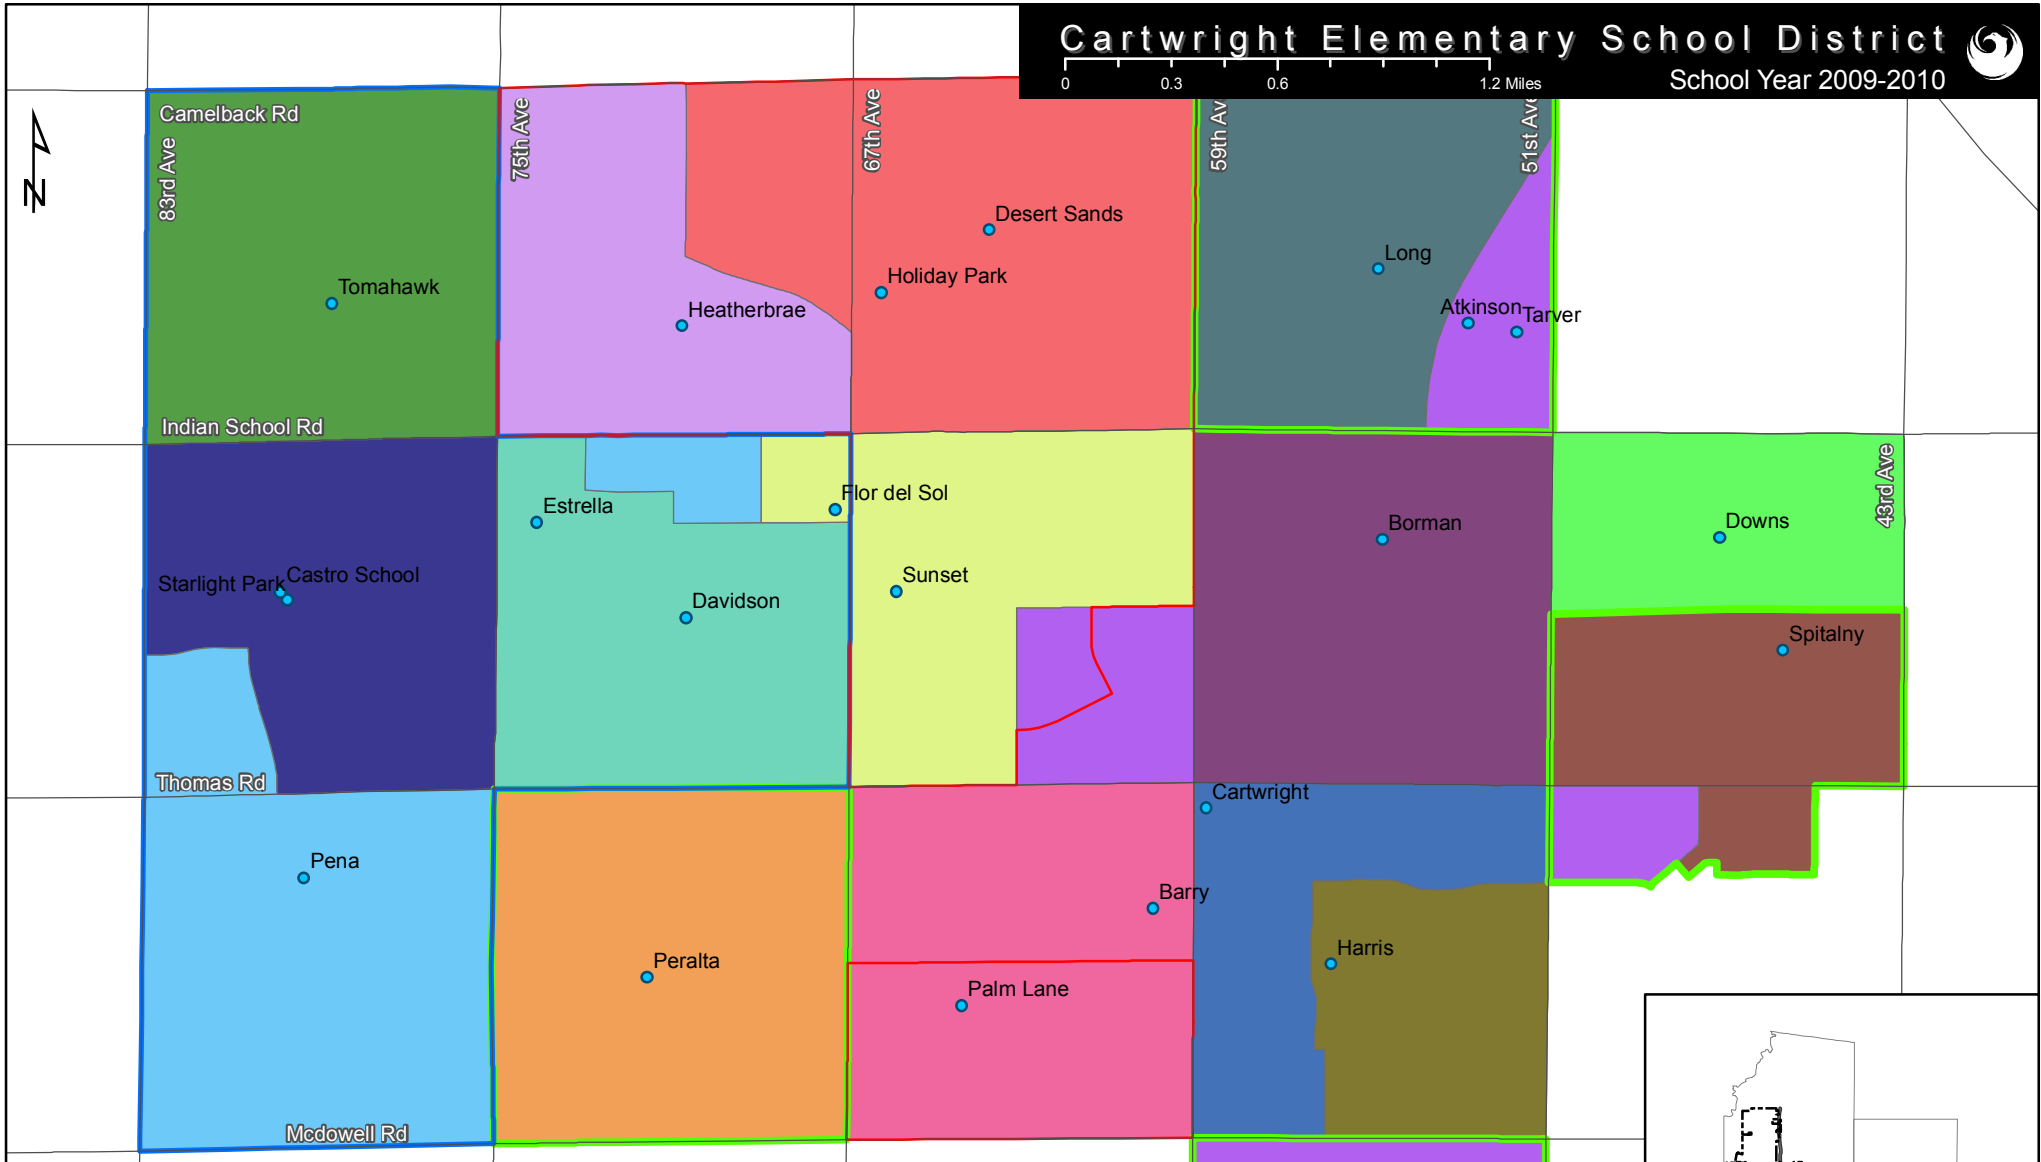 Cartwright Elementary School District
School Year 2009-2010
0 0.3 0.6 1.2 Miles
Camelback Rd
83rd Ave
75th Ave
67th Ave
59th Av
51st Ave
N
Desert Sands
Long
Holiday Park
Tomahawk
Heatherbrae
Atkinson
Tarver
Indian School Rd
43rd Ave
Flor del Sol
Estrella
Borman
Downs
Starlight Park
Castro School
Sunset
Davidson
Spitalny
Thomas Rd
Cartwright
Pena
Barry
Harris
Peralta
Palm Lane
Mcdowell Rd